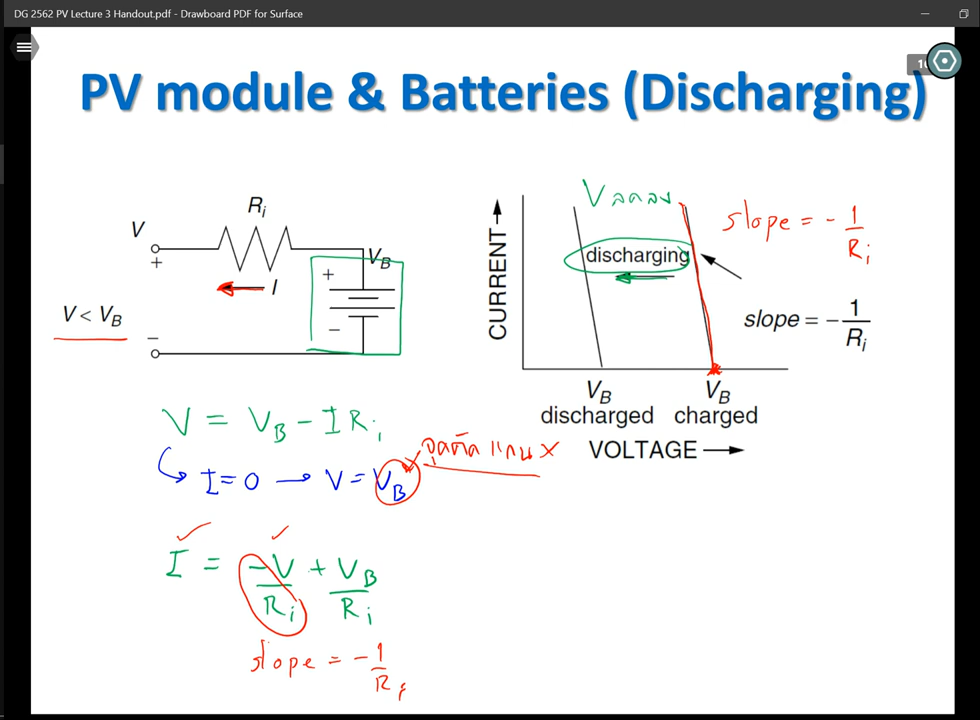 DG 2562 PV Lecture 3 Handout.pdf - Drawboard PDF for Surface
PV module & Batteries (Discharging)
V
+
Ri
I
VB
+
−
V < VB
−
V ลดลง
slope = - 1/Ri
CURRENT
discharging
slope = − 1/Ri
VB
discharged
VB
charged
VOLTAGE
V = VB - I Ri
I = 0 → V = VB
จุดตัดแกน X
I = -V/Ri + VB/Ri
slope = - 1/Ri